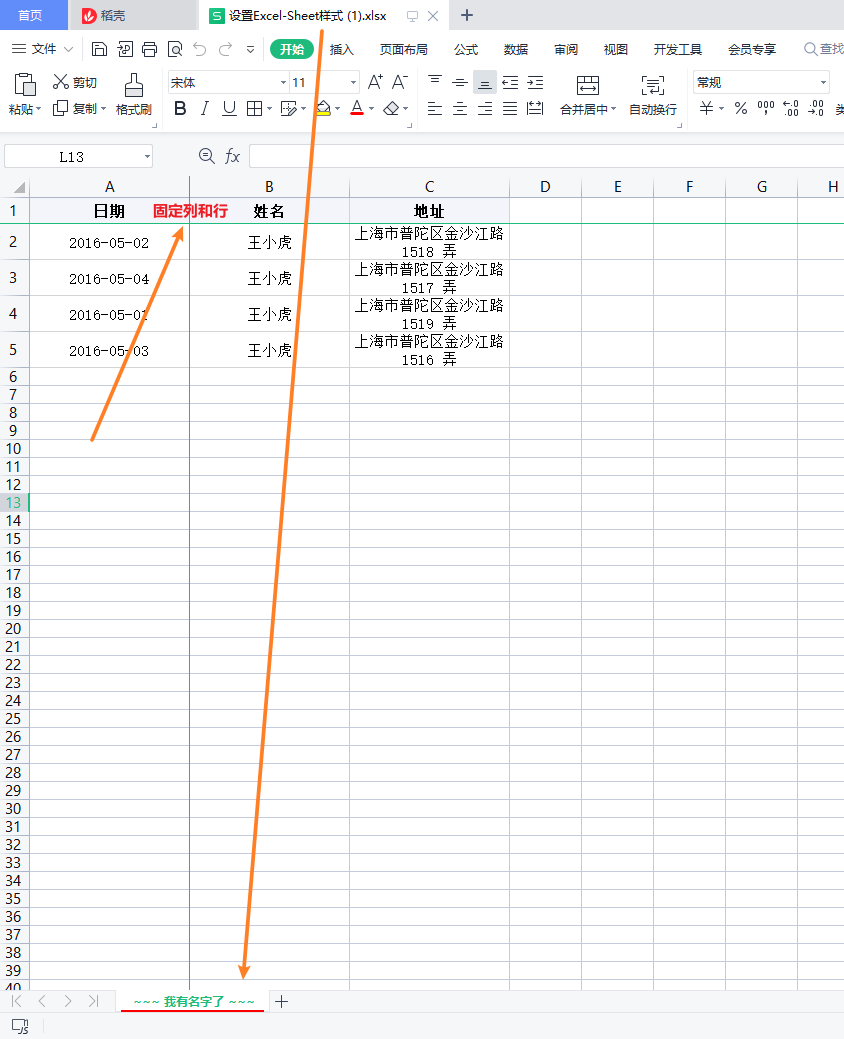 首页 稻壳 S 设置Excel-Sheet样式 (1).xlsx
文件 开始 插入 页面布局 公式 数据 审阅 视图 开发工具 会员专享 查找
剪切 宋体 11 A⁺ A⁻ 常规
粘贴 复制 格式刷 B I U A 合并居中 自动换行 ¥ % 000 ←.0 .00 .00 →.0 类
L13 fx
A B C D E F G H
1 日期 固定列和行 姓名 地址
2 2016-05-02 王小虎 上海市普陀区金沙江路
1518 弄
3 2016-05-04 王小虎 上海市普陀区金沙江路
1517 弄
4 2016-05-01 王小虎 上海市普陀区金沙江路
1519 弄
5 2016-05-03 王小虎 上海市普陀区金沙江路
1516 弄
6
7
8
9
10
11
12
13
14
15
16
17
18
19
20
21
22
23
24
25
26
27
28
29
30
31
32
33
34
35
36
37
38
39
40
~~~ 我有名字了 ~~~
JS